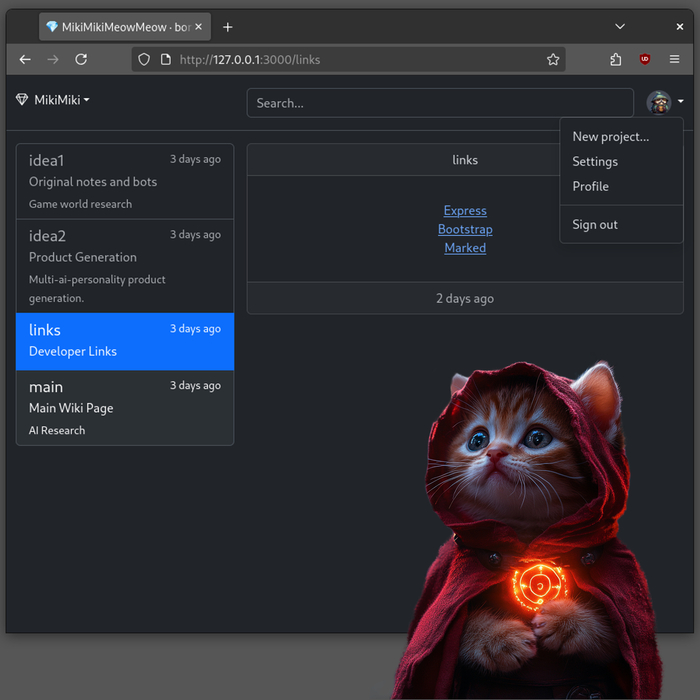 MikiMikiMeowMeow · bo
http://127.0.0.1:3000/links
MikiMiki
Search...
New project...
Settings
Profile
Sign out
idea1 3 days ago
Original notes and bots
Game world research
idea2 3 days ago
Product Generation
Multi-ai-personality product
generation.
links 3 days ago
Developer Links
main 3 days ago
Main Wiki Page
AI Research
links
Express
Bootstrap
Marked
2 days ago